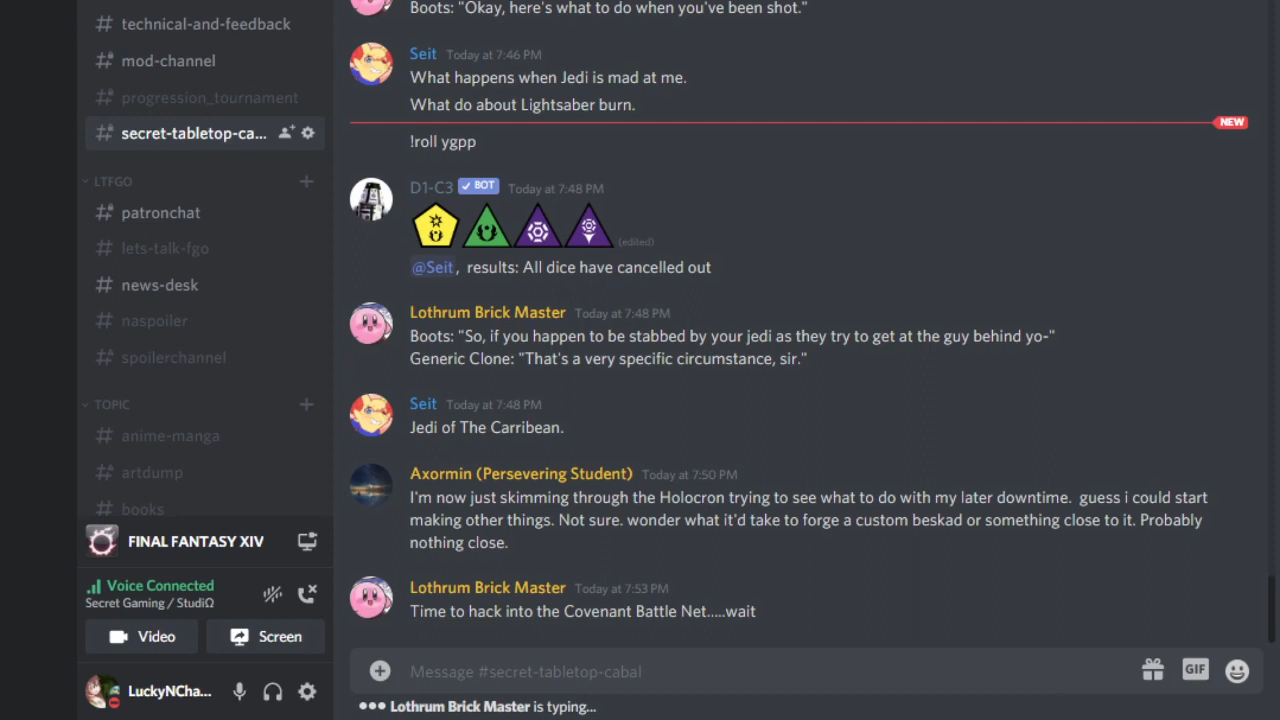 technical-and-feedback
mod-channel
progression_tournament
secret-tabletop-ca...
LTFGO
patronchat
lets-talk-fgo
news-desk
naspoiler
spoilerchannel
TOPIC
anime-manga
artdump
books
FINAL FANTASY XIV
Voice Connected
Secret Gaming / StudiΩ
Video
Screen
LuckyNCha...
Boots: "Okay, here's what to do when you've been shot."
Seit Today at 7:46 PM
What happens when Jedi is mad at me.
What do about Lightsaber burn.
NEW
!roll ygpp
D1-C3 ✓ BOT Today at 7:48 PM
(edited)
@Seit, results: All dice have cancelled out
Lothrum Brick Master Today at 7:48 PM
Boots: "So, if you happen to be stabbed by your jedi as they try to get at the guy behind yo-"
Generic Clone: "That's a very specific circumstance, sir."
Seit Today at 7:48 PM
Jedi of The Carribean.
Axormin (Persevering Student) Today at 7:50 PM
I'm now just skimming through the Holocron trying to see what to do with my later downtime. guess i could start
making other things. Not sure. wonder what it'd take to forge a custom beskad or something close to it. Probably
nothing close.
Lothrum Brick Master Today at 7:53 PM
Time to hack into the Covenant Battle Net.....wait
Message #secret-tabletop-cabal
GIF
Lothrum Brick Master is typing...